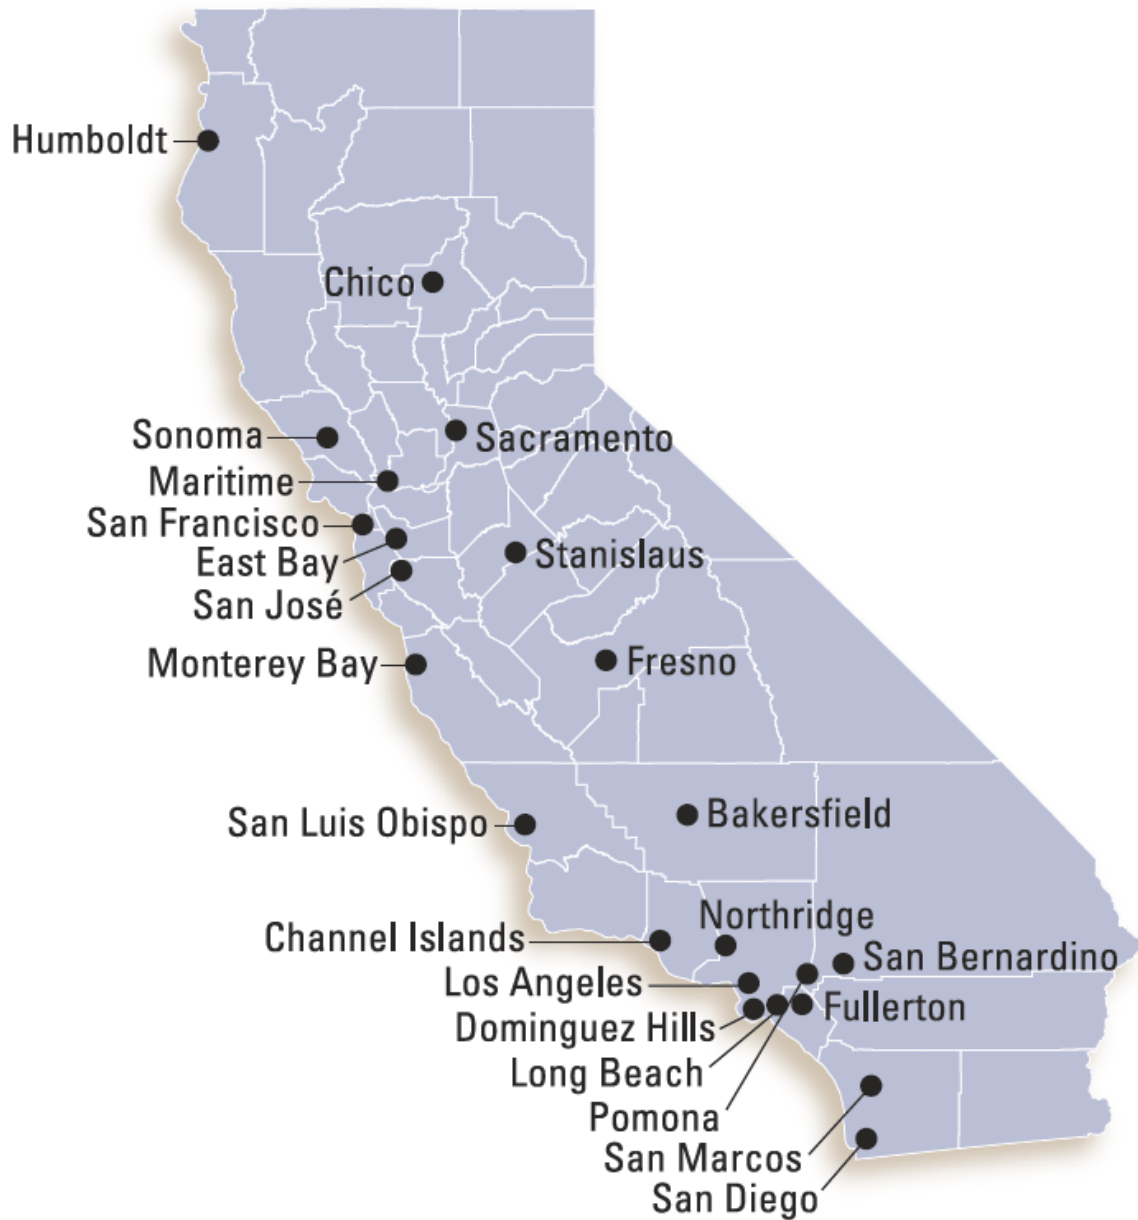 Humboldt
Chico
Sonoma
Sacramento
Maritime
San Francisco
East Bay
Stanislaus
San José
Monterey Bay
Fresno
San Luis Obispo
Bakersfield
Northridge
Channel Islands
San Bernardino
Los Angeles
Fullerton
Dominguez Hills
Long Beach
Pomona
San Marcos
San Diego